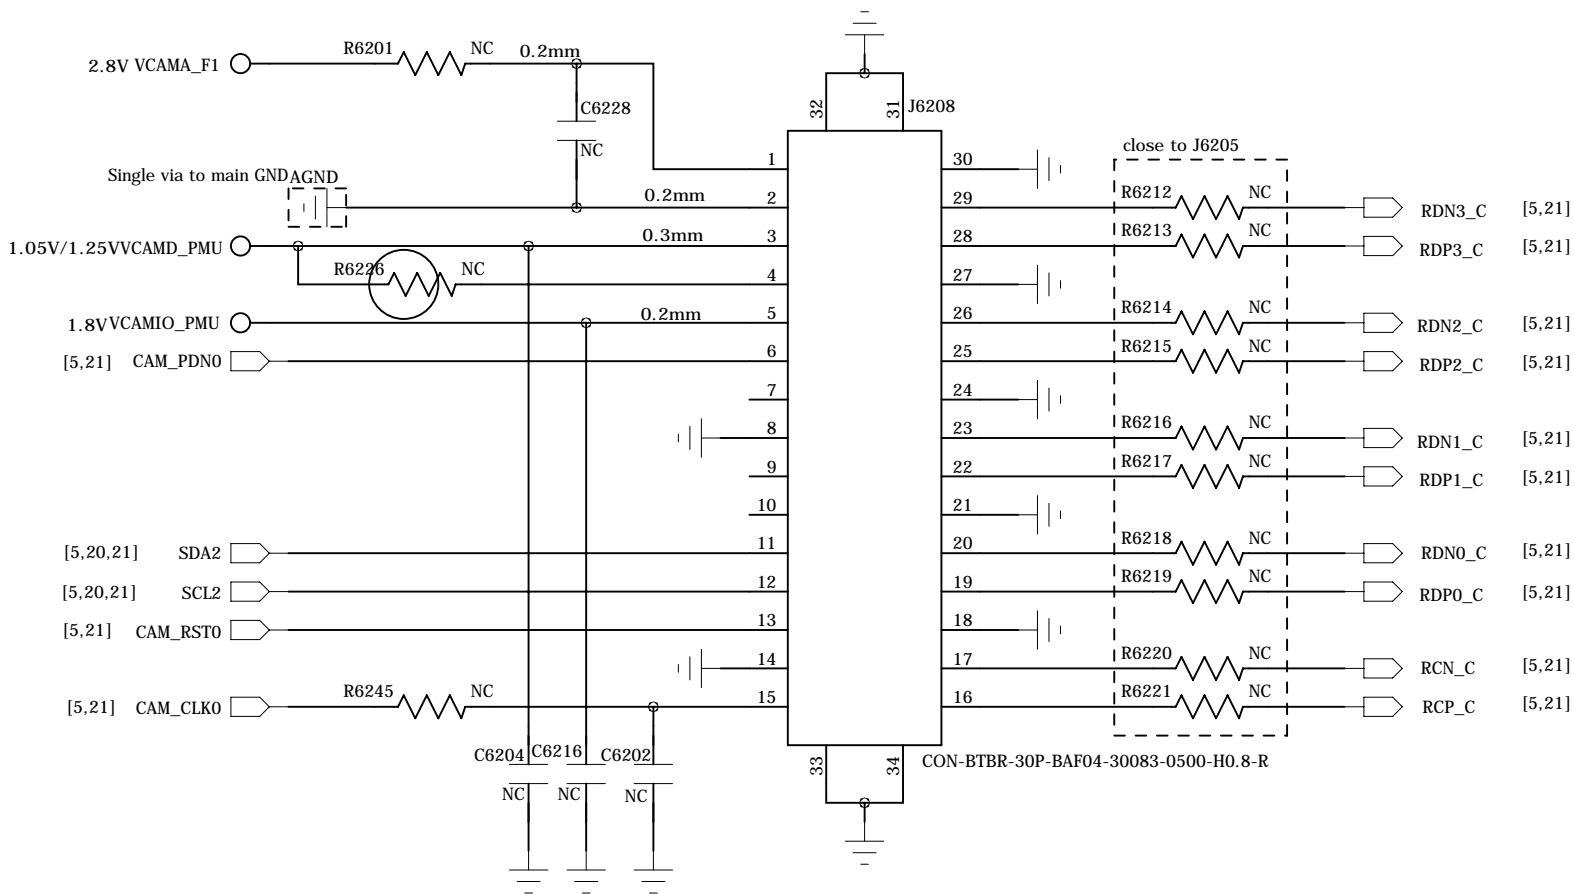 R6201 NC 0.2mm
2.8V VCAMA_F1
32 31 J6208
C6228
NC
close to J6205
1 30
Single via to main GND AGND
0.2mm
2 29 R6212 NC RDN3_C [5,21]
0.3mm
1.05V/1.25V VCAMD_PMU 3 28 R6213 NC RDP3_C [5,21]
R6226 NC 4 27
0.2mm
1.8V VCAMIO_PMU 5 26 R6214 NC RDN2_C [5,21]
[5,21] CAM_PDN0 6 25 R6215 NC RDP2_C [5,21]
7 24
8 23 R6216 NC RDN1_C [5,21]
9 22 R6217 NC RDP1_C [5,21]
10 21
[5,20,21] SDA2 11 20 R6218 NC RDN0_C [5,21]
[5,20,21] SCL2 12 19 R6219 NC RDP0_C [5,21]
[5,21] CAM_RST0 13 18
14 17 R6220 NC RCN_C [5,21]
[5,21] CAM_CLK0 R6245 NC 15 16 R6221 NC RCP_C [5,21]
C6204 C6216 C6202
NC NC NC
33 34
CON-BTBR-30P-BAF04-30083-0500-H0.8-R